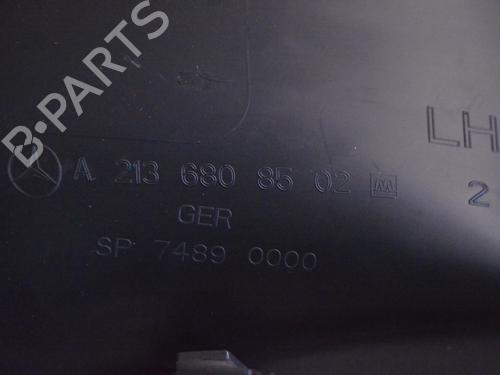 B-PARTS
LH
A 213 680 85 02 M 2
GER
SP 7489 0000